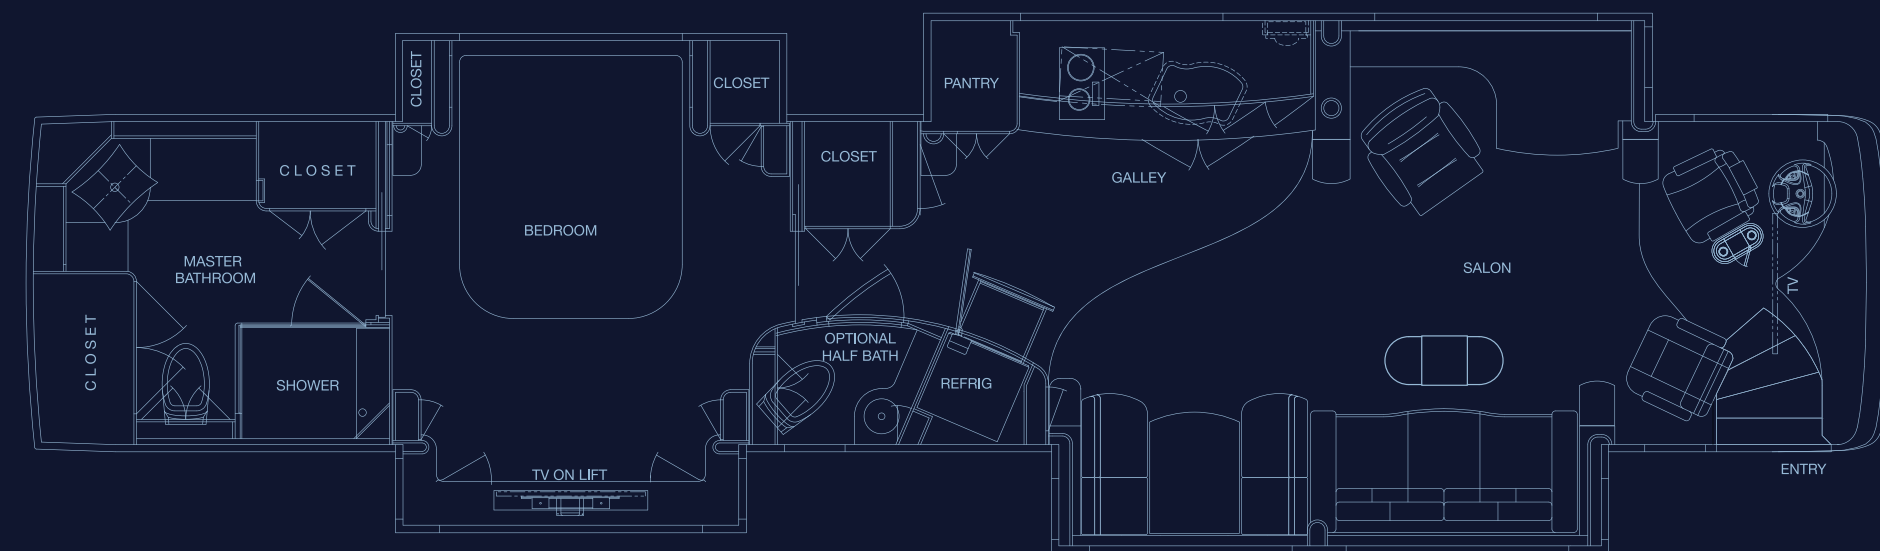 CLOSET
CLOSET
PANTRY
CLOSET
CLOSET
GALLEY
BEDROOM
MASTER
BATHROOM
SALON
TV
CLOSET
OPTIONAL
HALF BATH
SHOWER
REFRIG
TV ON LIFT
ENTRY